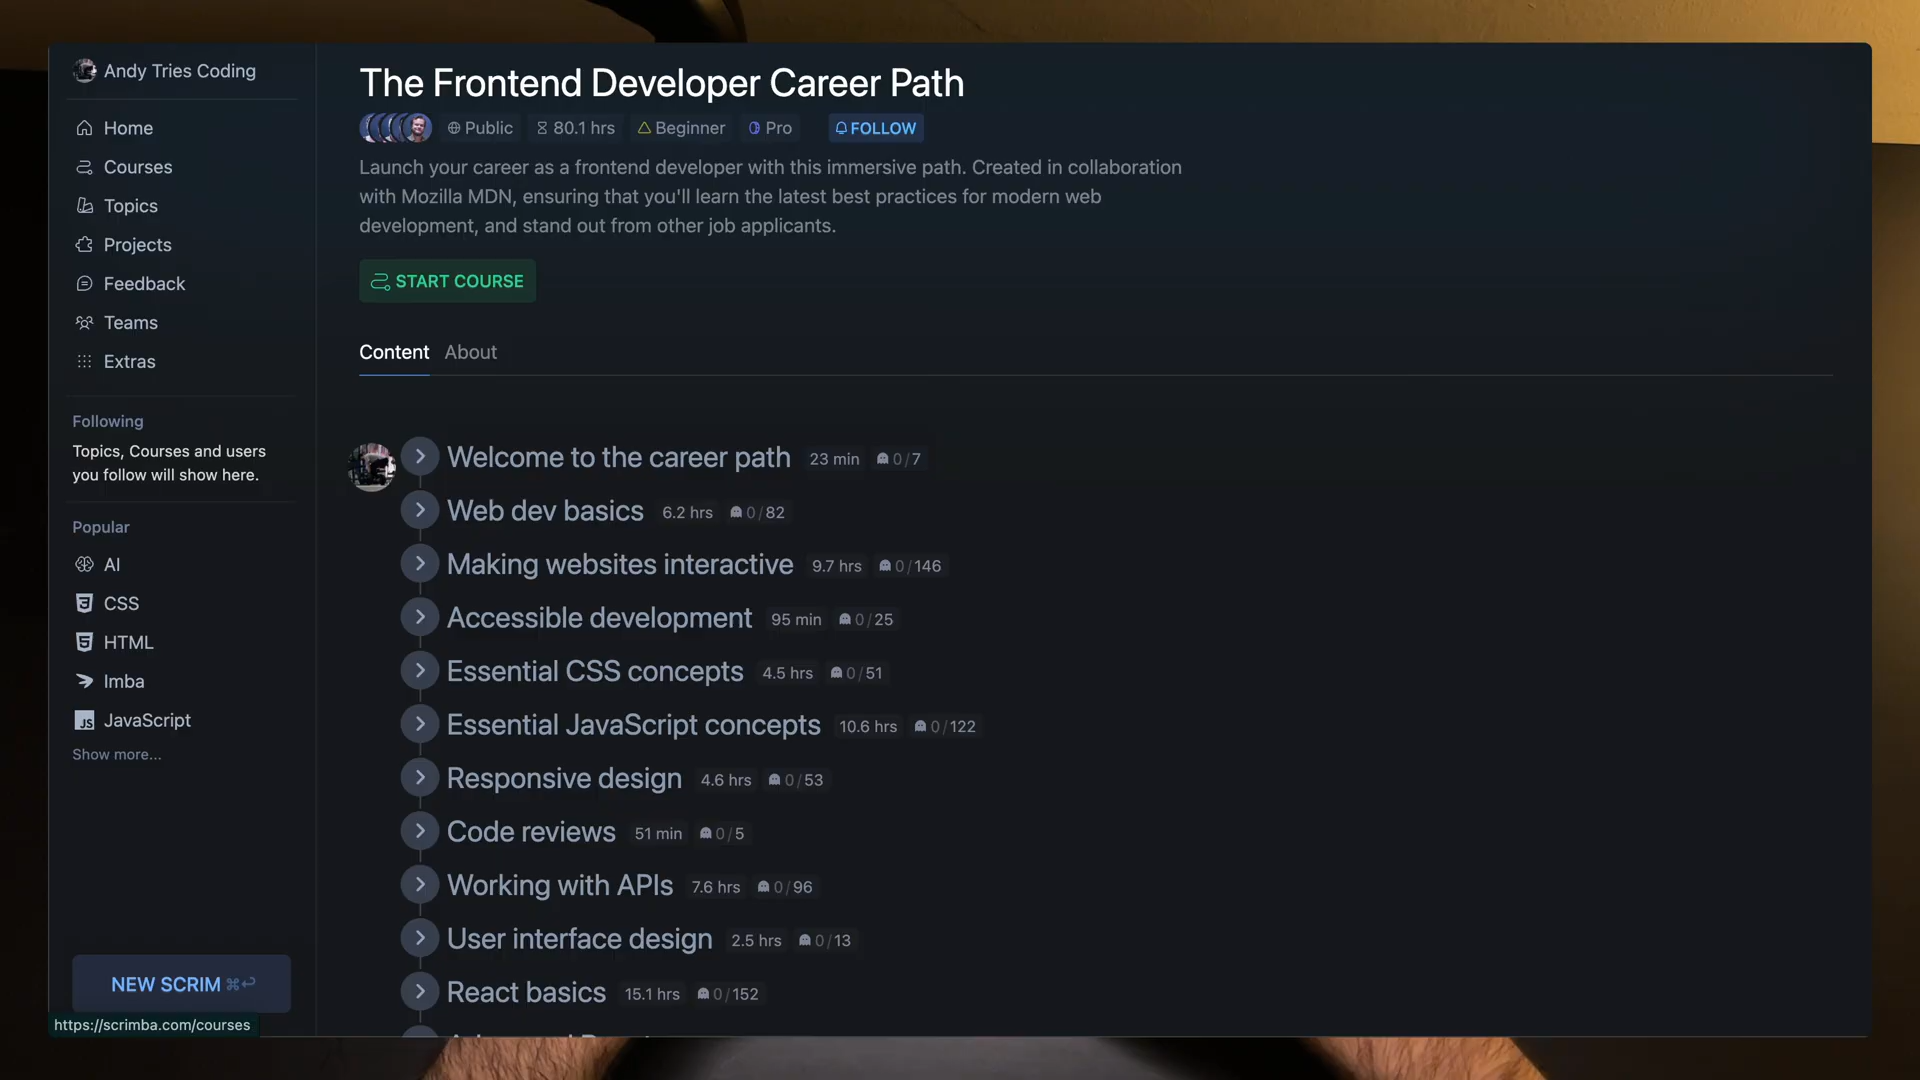 Andy Tries Coding
Home
Courses
Topics
Projects
Feedback
Teams
Extras
Following
Topics, Courses and users
you follow will show here.
Popular
AI
CSS
HTML
Imba
JavaScript
Show more...
NEW SCRIM ⌘↩
https://scrimba.com/courses
The Frontend Developer Career Path
Public 80.1 hrs Beginner Pro FOLLOW
Launch your career as a frontend developer with this immersive path. Created in collaboration
with Mozilla MDN, ensuring that you'll learn the latest best practices for modern web
development, and stand out from other job applicants.
START COURSE
Content About
Welcome to the career path 23 min 0/7
Web dev basics 6.2 hrs 0/82
Making websites interactive 9.7 hrs 0/146
Accessible development 95 min 0/25
Essential CSS concepts 4.5 hrs 0/51
Essential JavaScript concepts 10.6 hrs 0/122
Responsive design 4.6 hrs 0/53
Code reviews 51 min 0/5
Working with APIs 7.6 hrs 0/96
User interface design 2.5 hrs 0/13
React basics 15.1 hrs 0/152